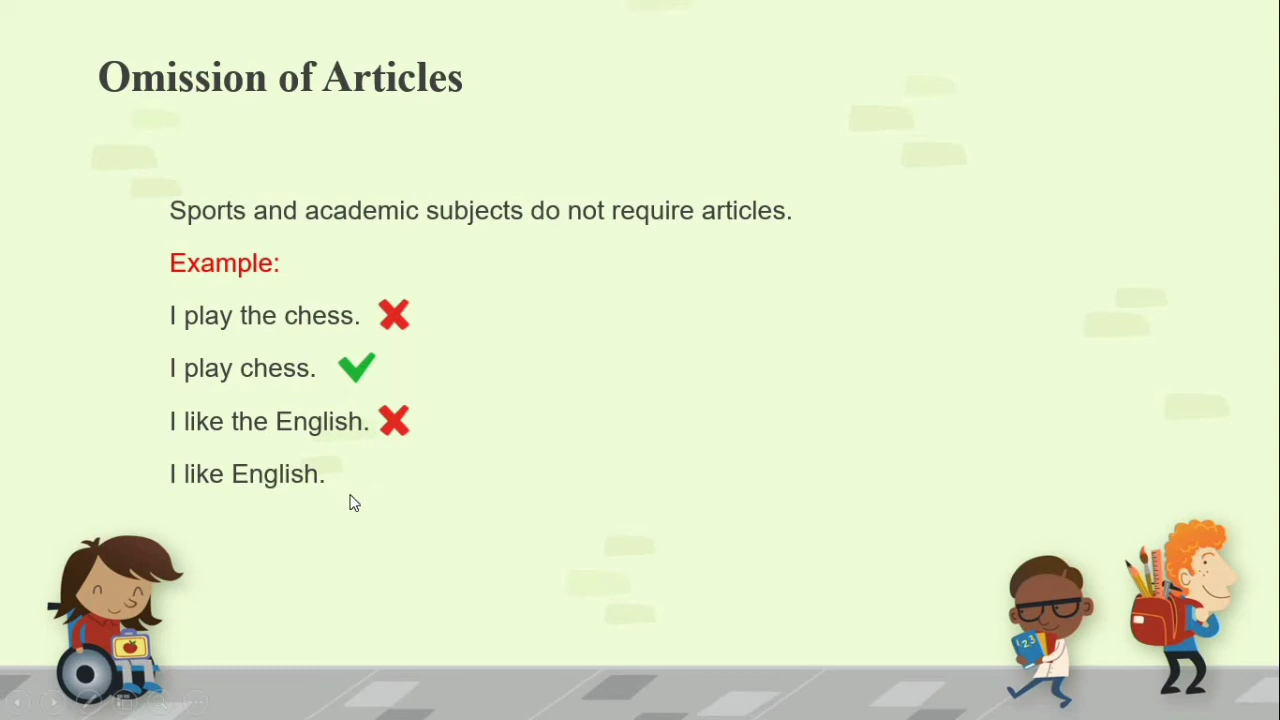 Omission of Articles
Sports and academic subjects do not require articles.
Example:
I play the chess.
I play chess.
I like the English.
I like English.
123